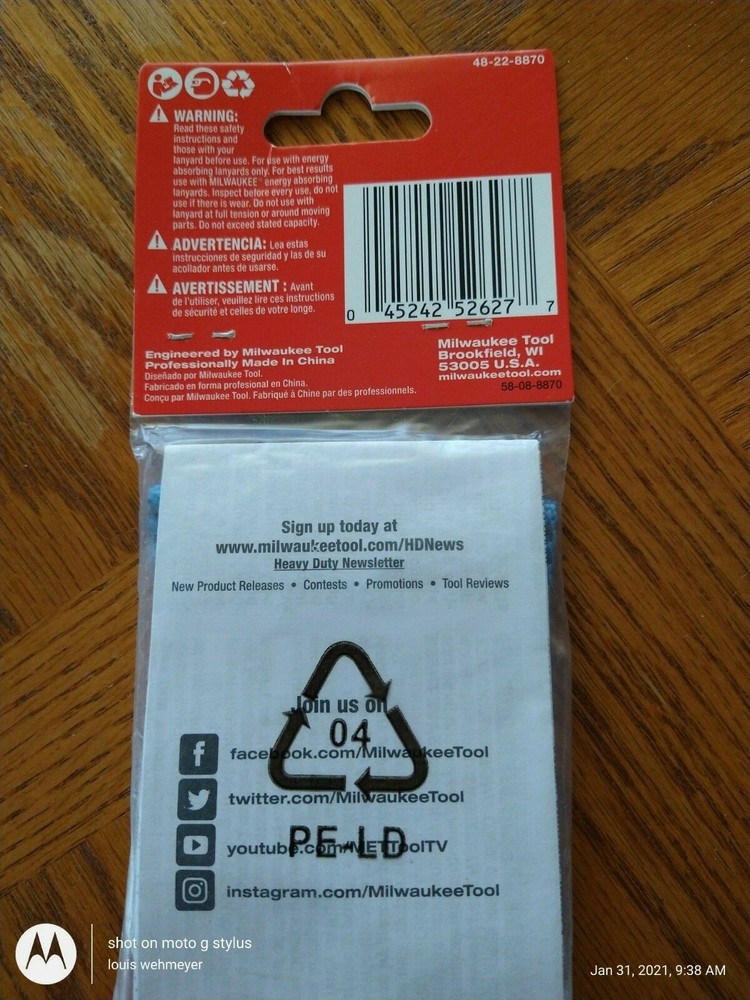 48-22-8870
WARNING:
Read these safety
instructions and
those with your
lanyard before use. For use with energy
absorbing lanyards only. For best results
use with MILWAUKEE™ energy absorbing
lanyards. Inspect before every use, do not
use if there is wear. Do not use with
lanyard at full tension or around moving
parts. Do not exceed stated capacity.
ADVERTENCIA: Lea estas
instrucciones de seguridad y las de su
acollador antes de usarse.
AVERTISSEMENT : Avant
de l'utiliser, veuillez lire ces instructions
de sécurité et celles de votre longe.
0 45242 52627 7
Engineered by Milwaukee Tool
Professionally Made In China
Diseñado por Milwaukee Tool.
Fabricado en forma profesional en China.
Conçu par Milwaukee Tool. Fabriqué à Chine par des professionnels.
Milwaukee Tool
Brookfield, WI
53005 U.S.A.
milwaukeetool.com
58-08-8870
Sign up today at
www.milwaukeetool.com/HDNews
Heavy Duty Newsletter
New Product Releases • Contests • Promotions • Tool Reviews
Join us on
04
facebook.com/MilwaukeeTool
twitter.com/MilwaukeeTool
PE-LD
youtube.com/METToolTV
instagram.com/MilwaukeeTool
shot on moto g stylus
louis wehmeyer
Jan 31, 2021, 9:38 AM